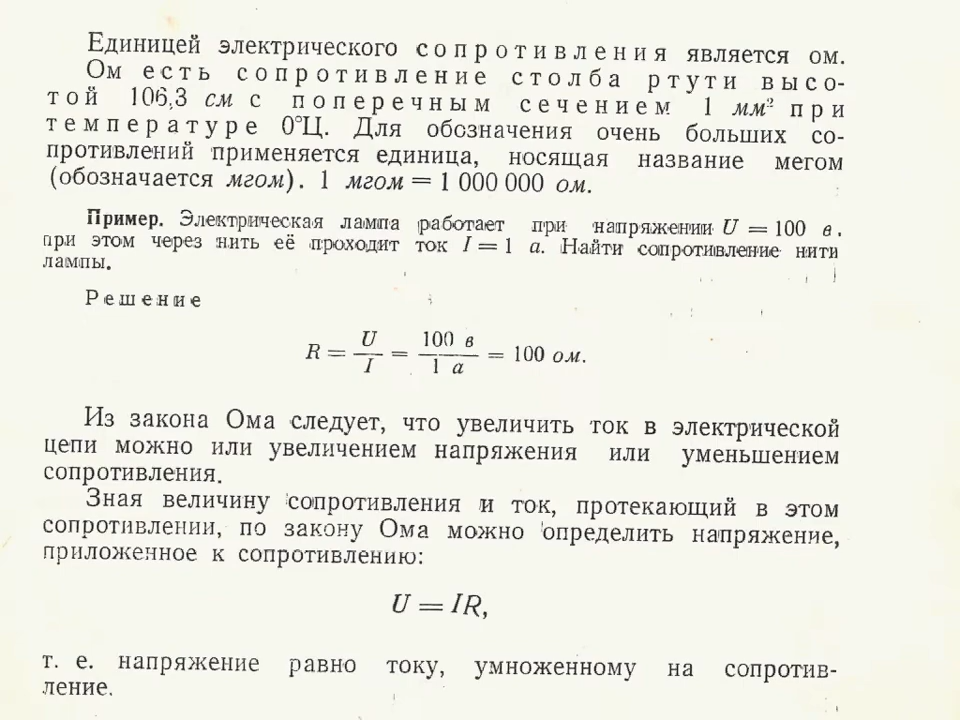 Единицей электрического сопротивления является ом.
Ом есть сопротивление столба ртути высо-
той 106,3 см с поперечным сечением 1 мм² при
температуре 0°Ц. Для обозначения очень больших со-
противлений применяется единица, носящая название мегом
(обозначается мгом). 1 мгом = 1 000 000 ом.
Пример. Электрическая лампа работает при напряжении U = 100 в,
при этом через нить её проходит ток I = 1 а. Найти сопротивление нити
лампы.
Решение
R = U/I = 100 в/1 а = 100 ом.
Из закона Ома следует, что увеличить ток в электрической
цепи можно или увеличением напряжения или уменьшением
сопротивления.
Зная величину сопротивления и ток, протекающий в этом
сопротивлении, по закону Ома можно определить напряжение,
приложенное к сопротивлению:
U = IR,
т. е. напряжение равно току, умноженному на сопротив-
ление.